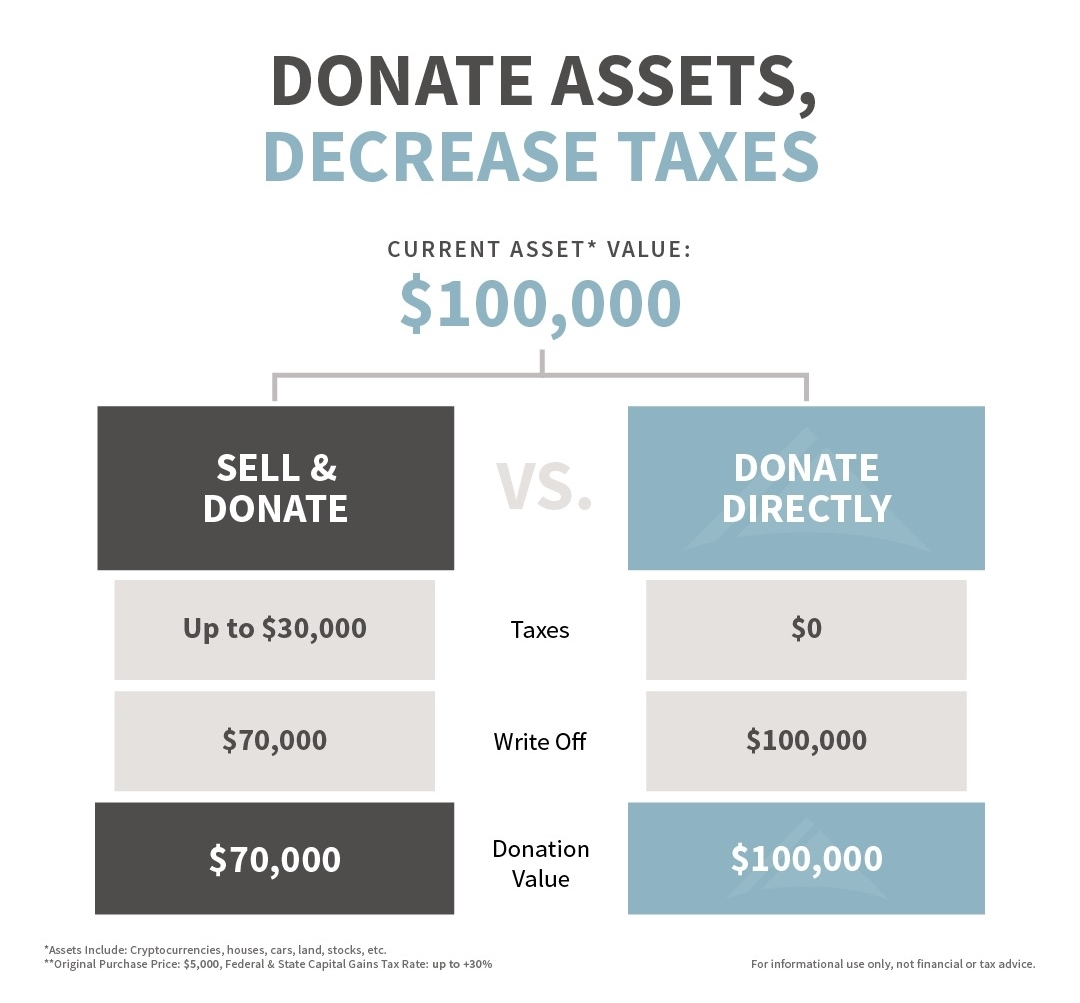 DONATE ASSETS,
DECREASE TAXES
CURRENT ASSET* VALUE:
$100,000
SELL &
DONATE
VS.
DONATE
DIRECTLY
Up to $30,000
Taxes
$0
$70,000
Write Off
$100,000
$70,000
Donation
Value
$100,000
*Assets Include: Cryptocurrencies, houses, cars, land, stocks, etc.
**Original Purchase Price: $5,000, Federal & State Capital Gains Tax Rate: up to +30%
For informational use only, not financial or tax advice.